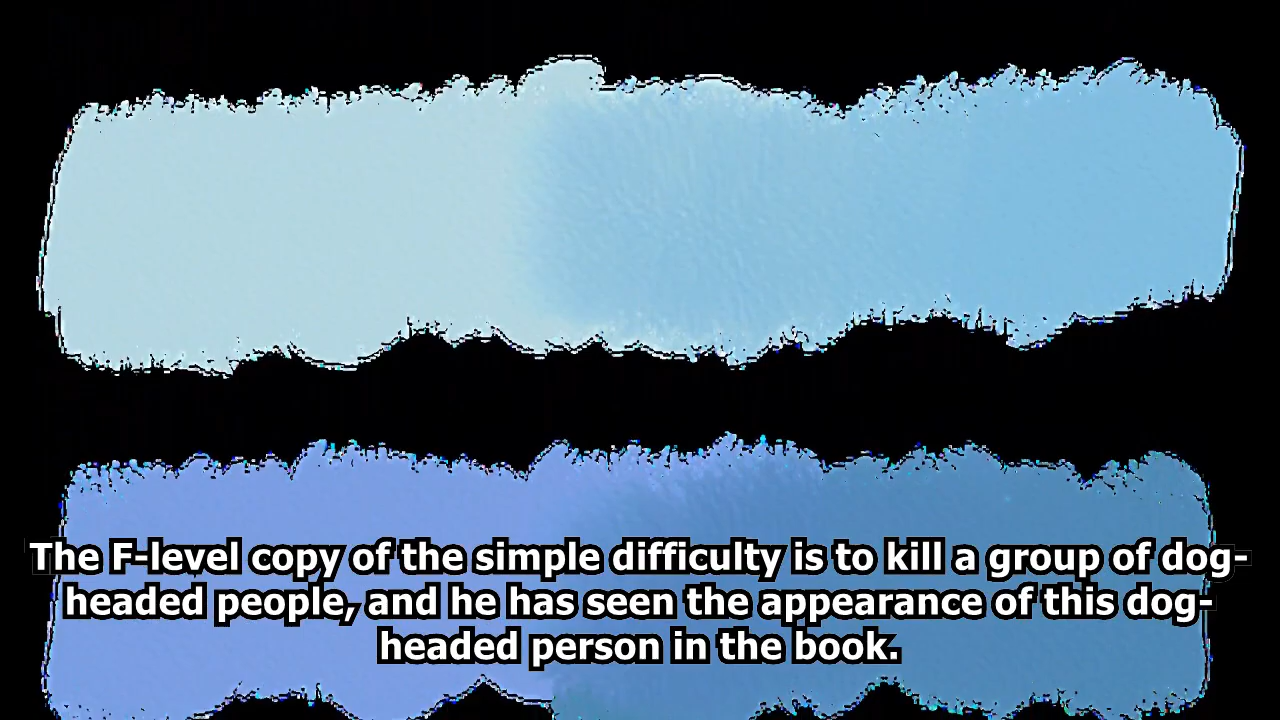 The F-level copy of the simple difficulty is to kill a group of dog-
headed people, and he has seen the appearance of this dog-
headed person in the book.